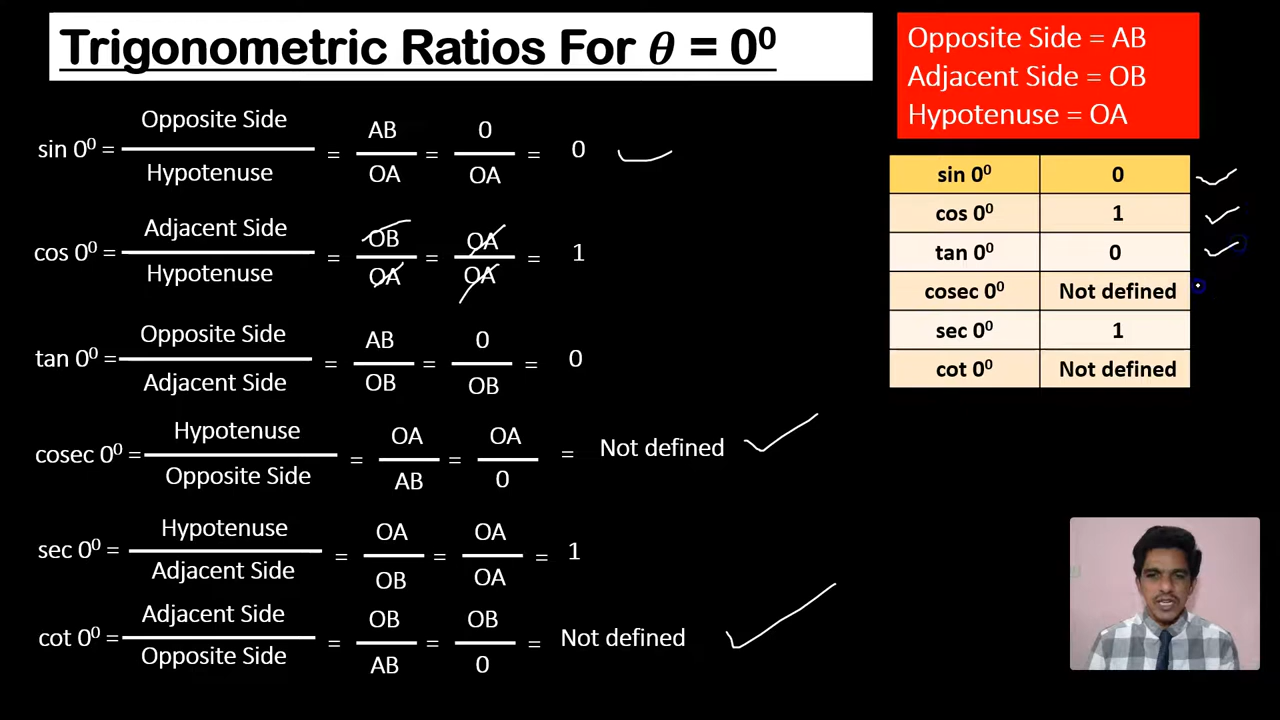 Trigonometric Ratios For θ = 0⁰
Opposite Side = AB
Adjacent Side = OB
Hypotenuse = OA
sin 0⁰ = Opposite Side / Hypotenuse = AB / OA = 0 / OA = 0
cos 0⁰ = Adjacent Side / Hypotenuse = OB / OA = OA / OA = 1
tan 0⁰ = Opposite Side / Adjacent Side = AB / OB = 0 / OB = 0
cosec 0⁰ = Hypotenuse / Opposite Side = OA / AB = OA / 0 = Not defined
sec 0⁰ = Hypotenuse / Adjacent Side = OA / OB = OA / OA = 1
cot 0⁰ = Adjacent Side / Opposite Side = OB / AB = OB / 0 = Not defined
sin 0⁰ 0
cos 0⁰ 1
tan 0⁰ 0
cosec 0⁰ Not defined
sec 0⁰ 1
cot 0⁰ Not defined